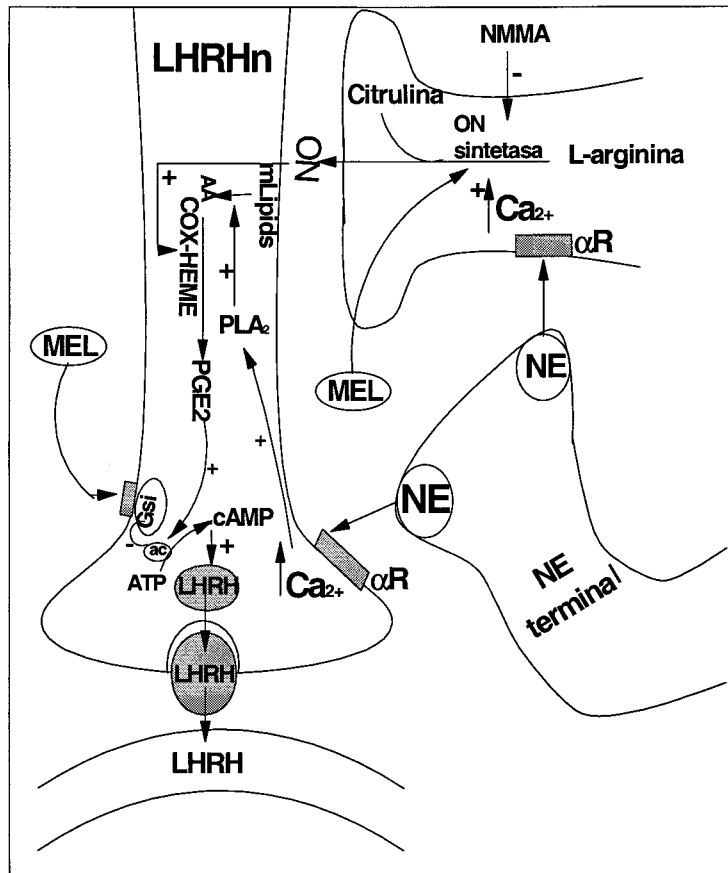 LHRHn
NMMA
-
Citrulina
ON
sintetasa
L-arginina
ON
+
AA
mLipids
COX-HEME
+
+
Ca2+
αR
PLA2
MEL
MEL
NE
PGE2
+
+
NE
Gsi
cAMP
-
ac
+
ATP
LHRH
Ca2+
αR
NE
terminal
LHRH
LHRH